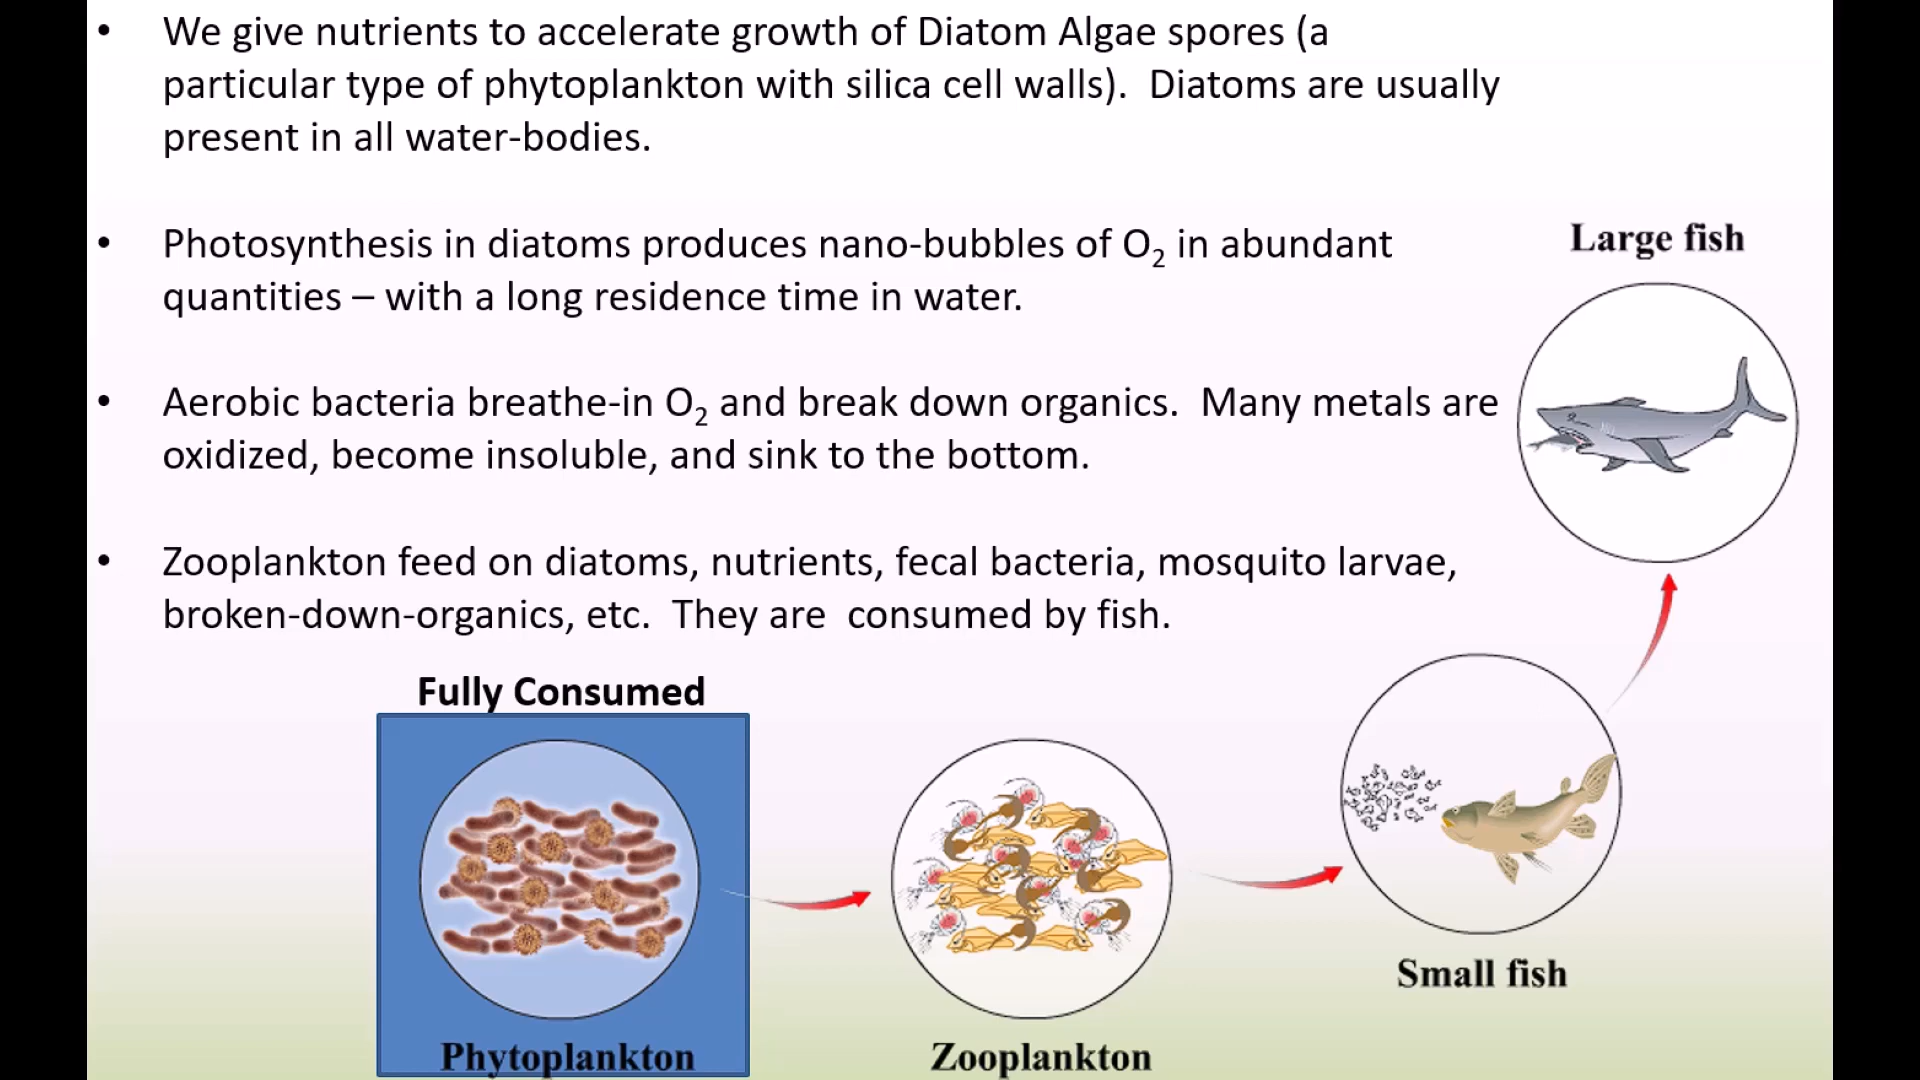 • We give nutrients to accelerate growth of Diatom Algae spores (a
particular type of phytoplankton with silica cell walls).  Diatoms are usually
present in all water-bodies.
• Photosynthesis in diatoms produces nano-bubbles of O₂ in abundant
quantities – with a long residence time in water.
• Aerobic bacteria breathe-in O₂ and break down organics.  Many metals are
oxidized, become insoluble, and sink to the bottom.
• Zooplankton feed on diatoms, nutrients, fecal bacteria, mosquito larvae,
broken-down-organics, etc.  They are  consumed by fish.
Fully Consumed
Phytoplankton
Zooplankton
Small fish
Large fish